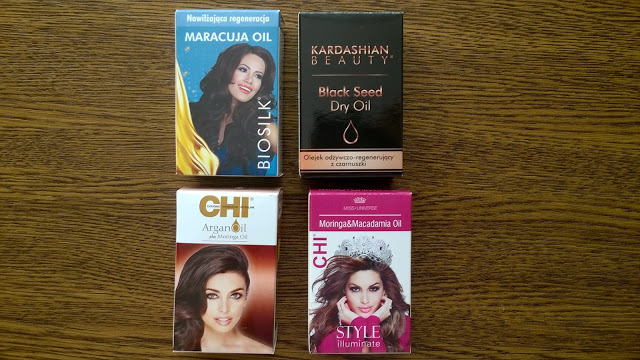 Nawilżająca regeneracja
MARACUJA OIL
BIOSILK®
KARDASHIAN
BEAUTY®
Black Seed
Dry Oil
Olejek odżywczo-regenerujący
z czarnuszki
CHI®
Argan Oil
plus Moringa Oil
MISS UNIVERSE
Moringa&Macadamia Oil
CHI®
STYLE
illuminate